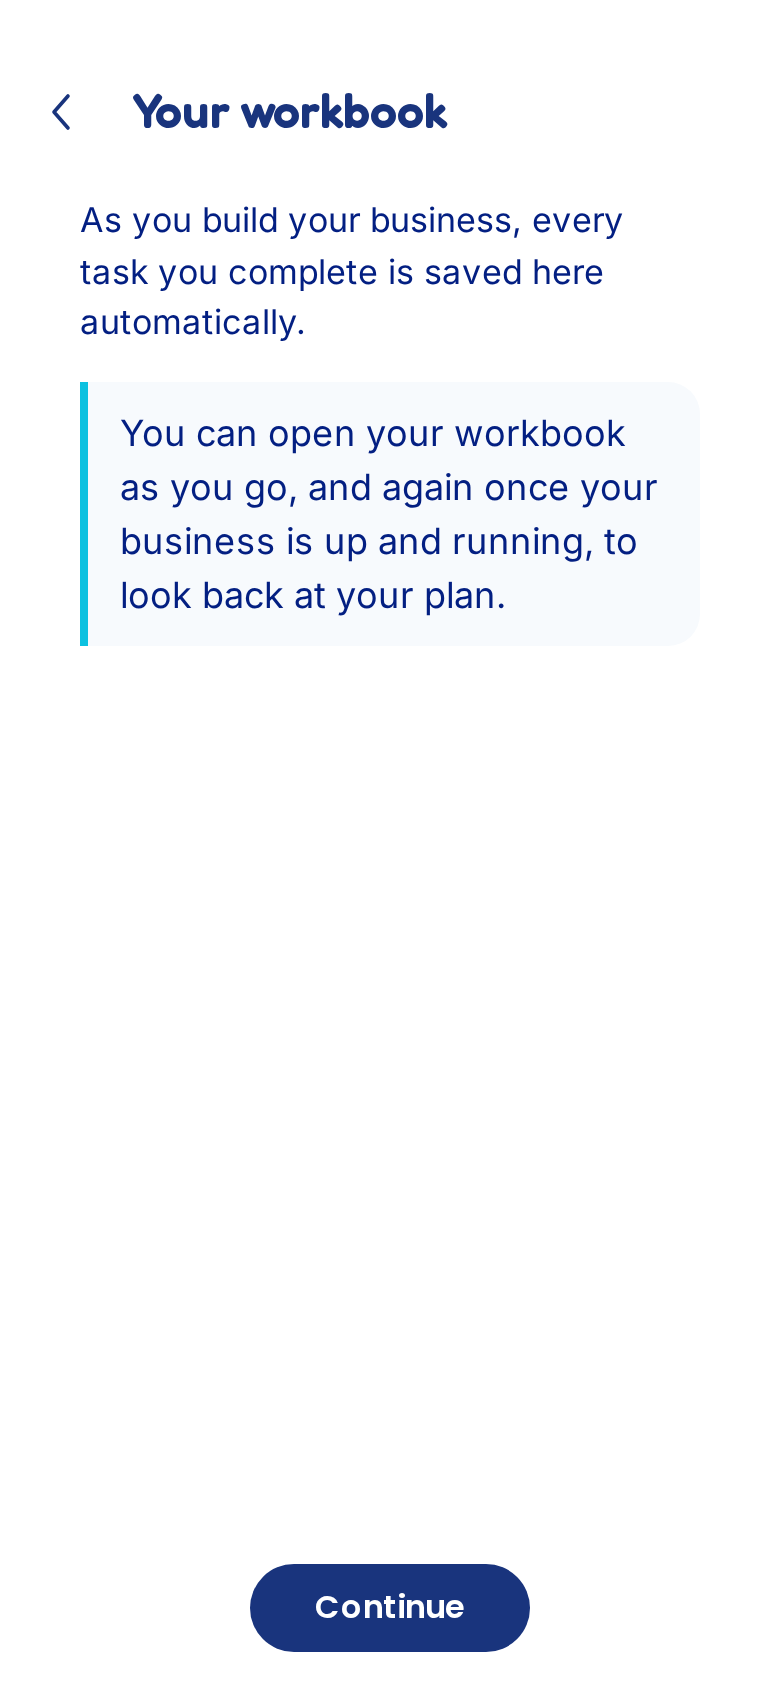 Your workbook
As you build your business, every
task you complete is saved here
automatically.
You can open your workbook
as you go, and again once your
business is up and running, to
look back at your plan.
Continue